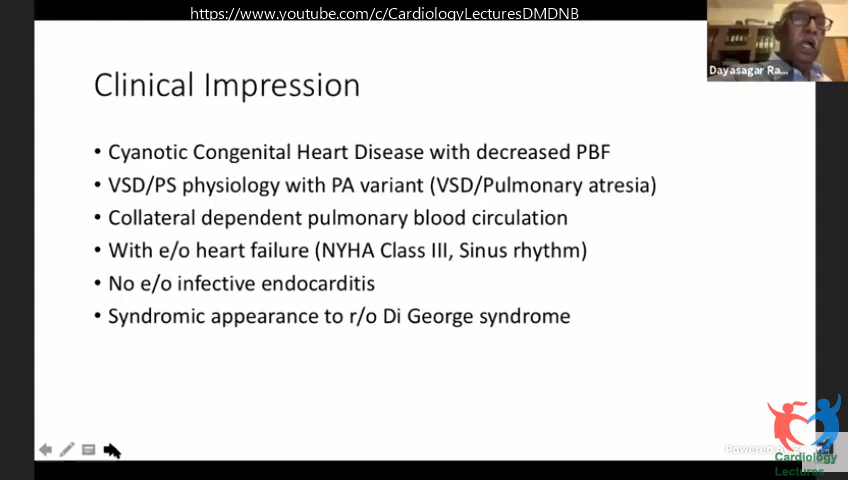 https://www.youtube.com/c/CardiologyLecturesDMDNB
Dayasagar Ra...
Clinical Impression
• Cyanotic Congenital Heart Disease with decreased PBF
• VSD/PS physiology with PA variant (VSD/Pulmonary atresia)
• Collateral dependent pulmonary blood circulation
• With e/o heart failure (NYHA Class III, Sinus rhythm)
• No e/o infective endocarditis
• Syndromic appearance to r/o Di George syndrome
Powered
Cardiology
Lectures